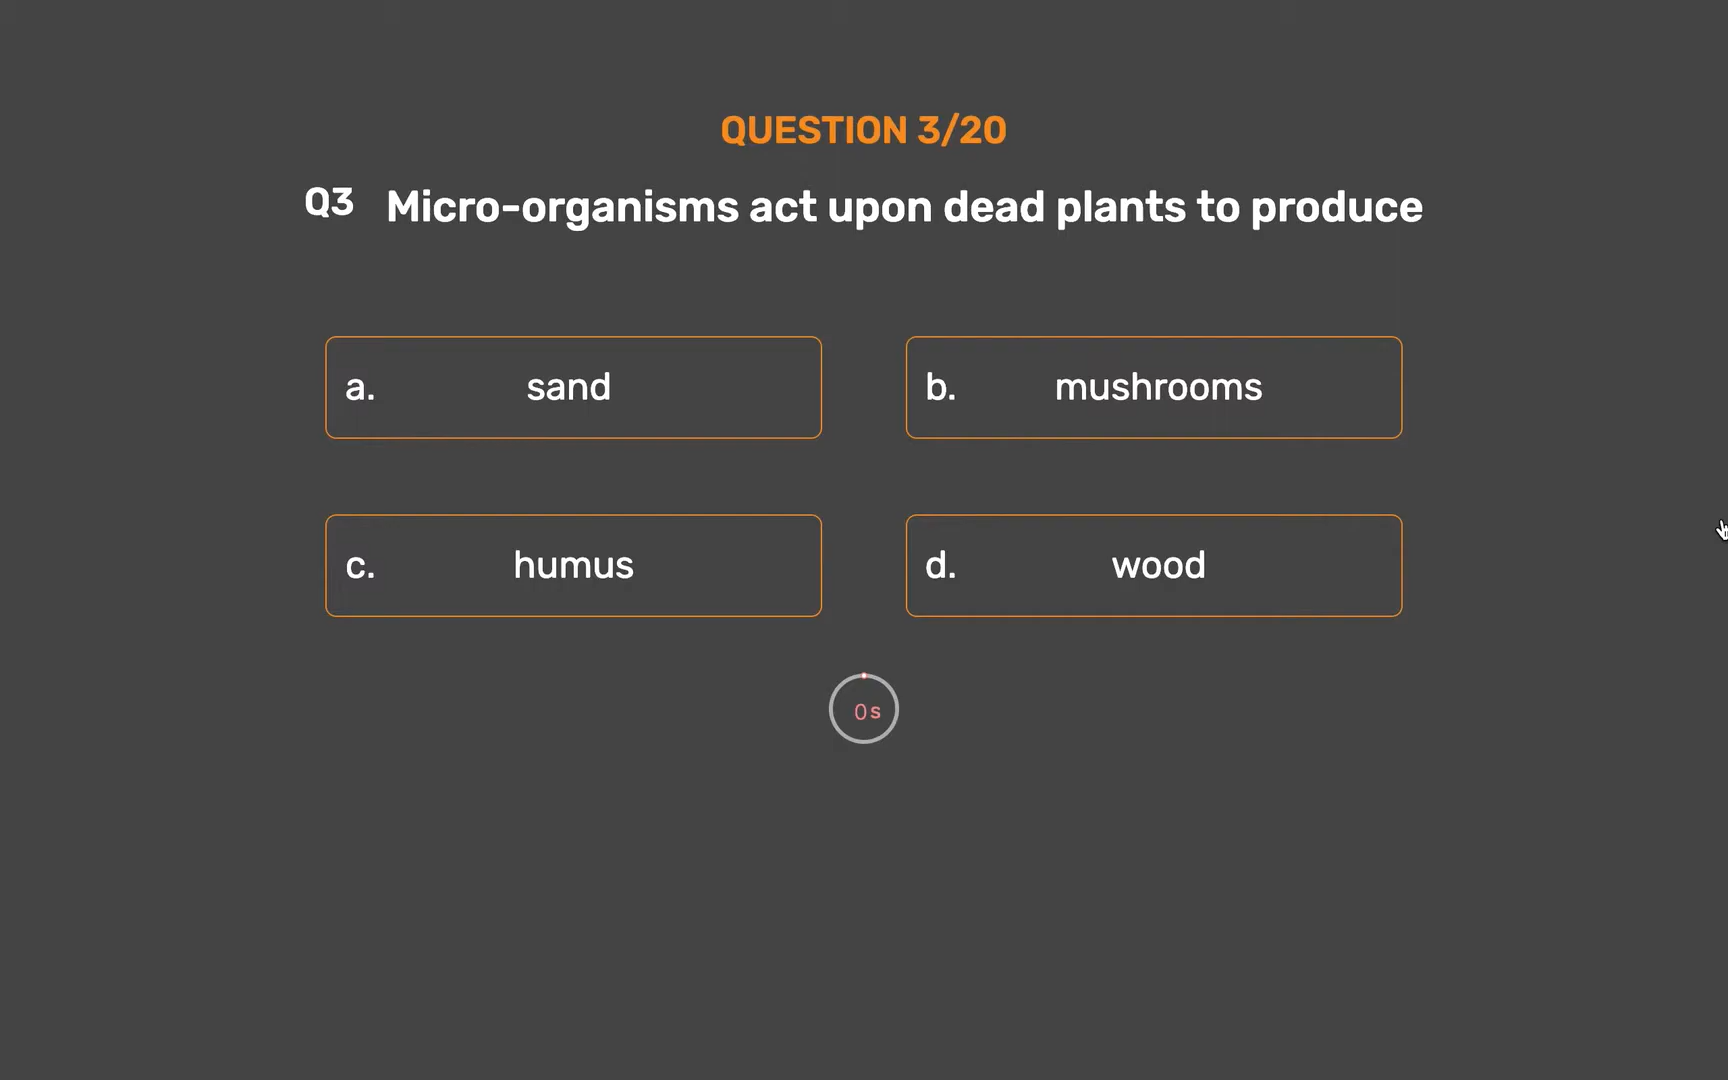 QUESTION 3/20
Q3 Micro-organisms act upon dead plants to produce
a. sand
b. mushrooms
c. humus
d. wood
0s